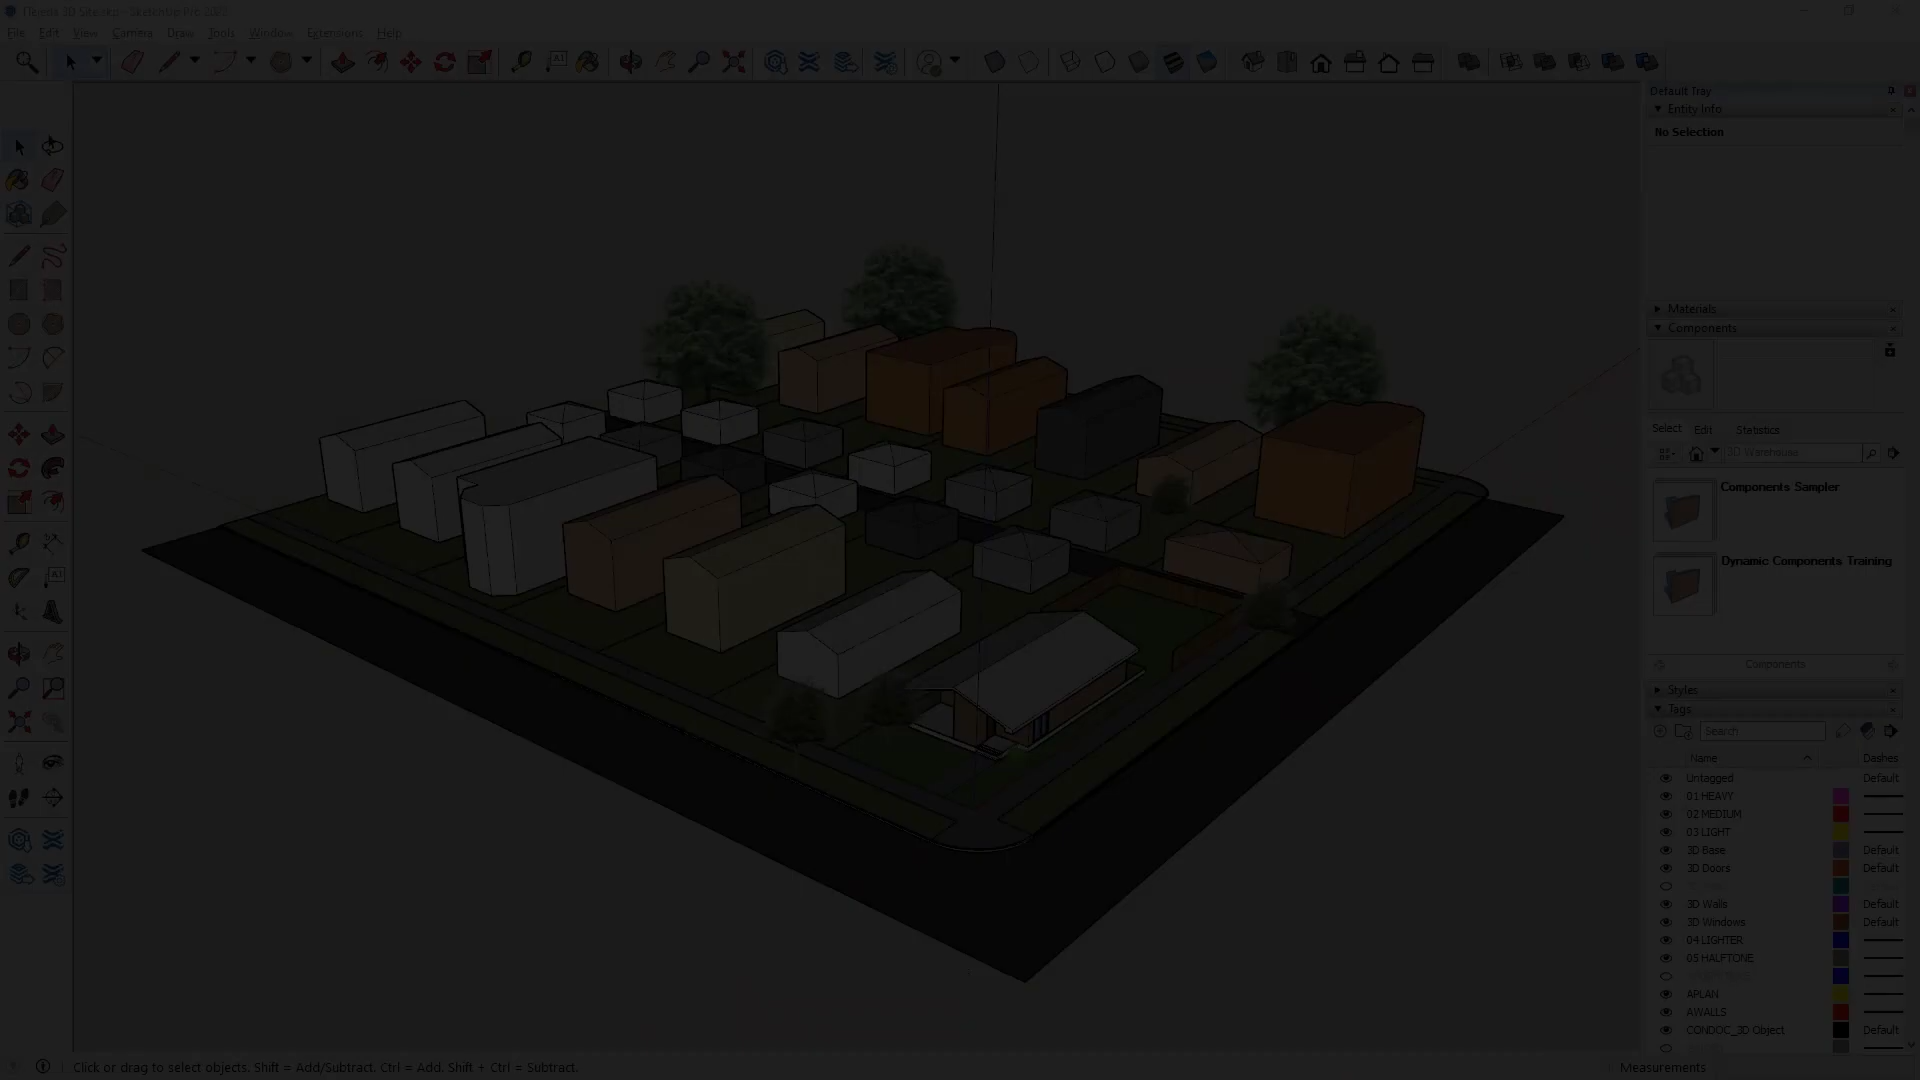 File Edit View Camera Draw Tools Window Extensions Help
Default Tray
Entity Info
No Selection
Materials
Components
Select Edit Statistics
3D Warehouse
Components Sampler
Dynamic Components Training
Components
Styles
Tags
Search
Name Dashes
Untagged Default
01 HEAVY
02 MEDIUM
03 LIGHT
3D Base Default
3D Doors Default
3D Walls Default
3D Windows Default
04 LIGHTER
05 HALFTONE
APLAN
AWALLS
CONDOC_3D Object Default
Click or drag to select objects. Shift = Add/Subtract. Ctrl = Add. Shift + Ctrl = Subtract.
Measurements